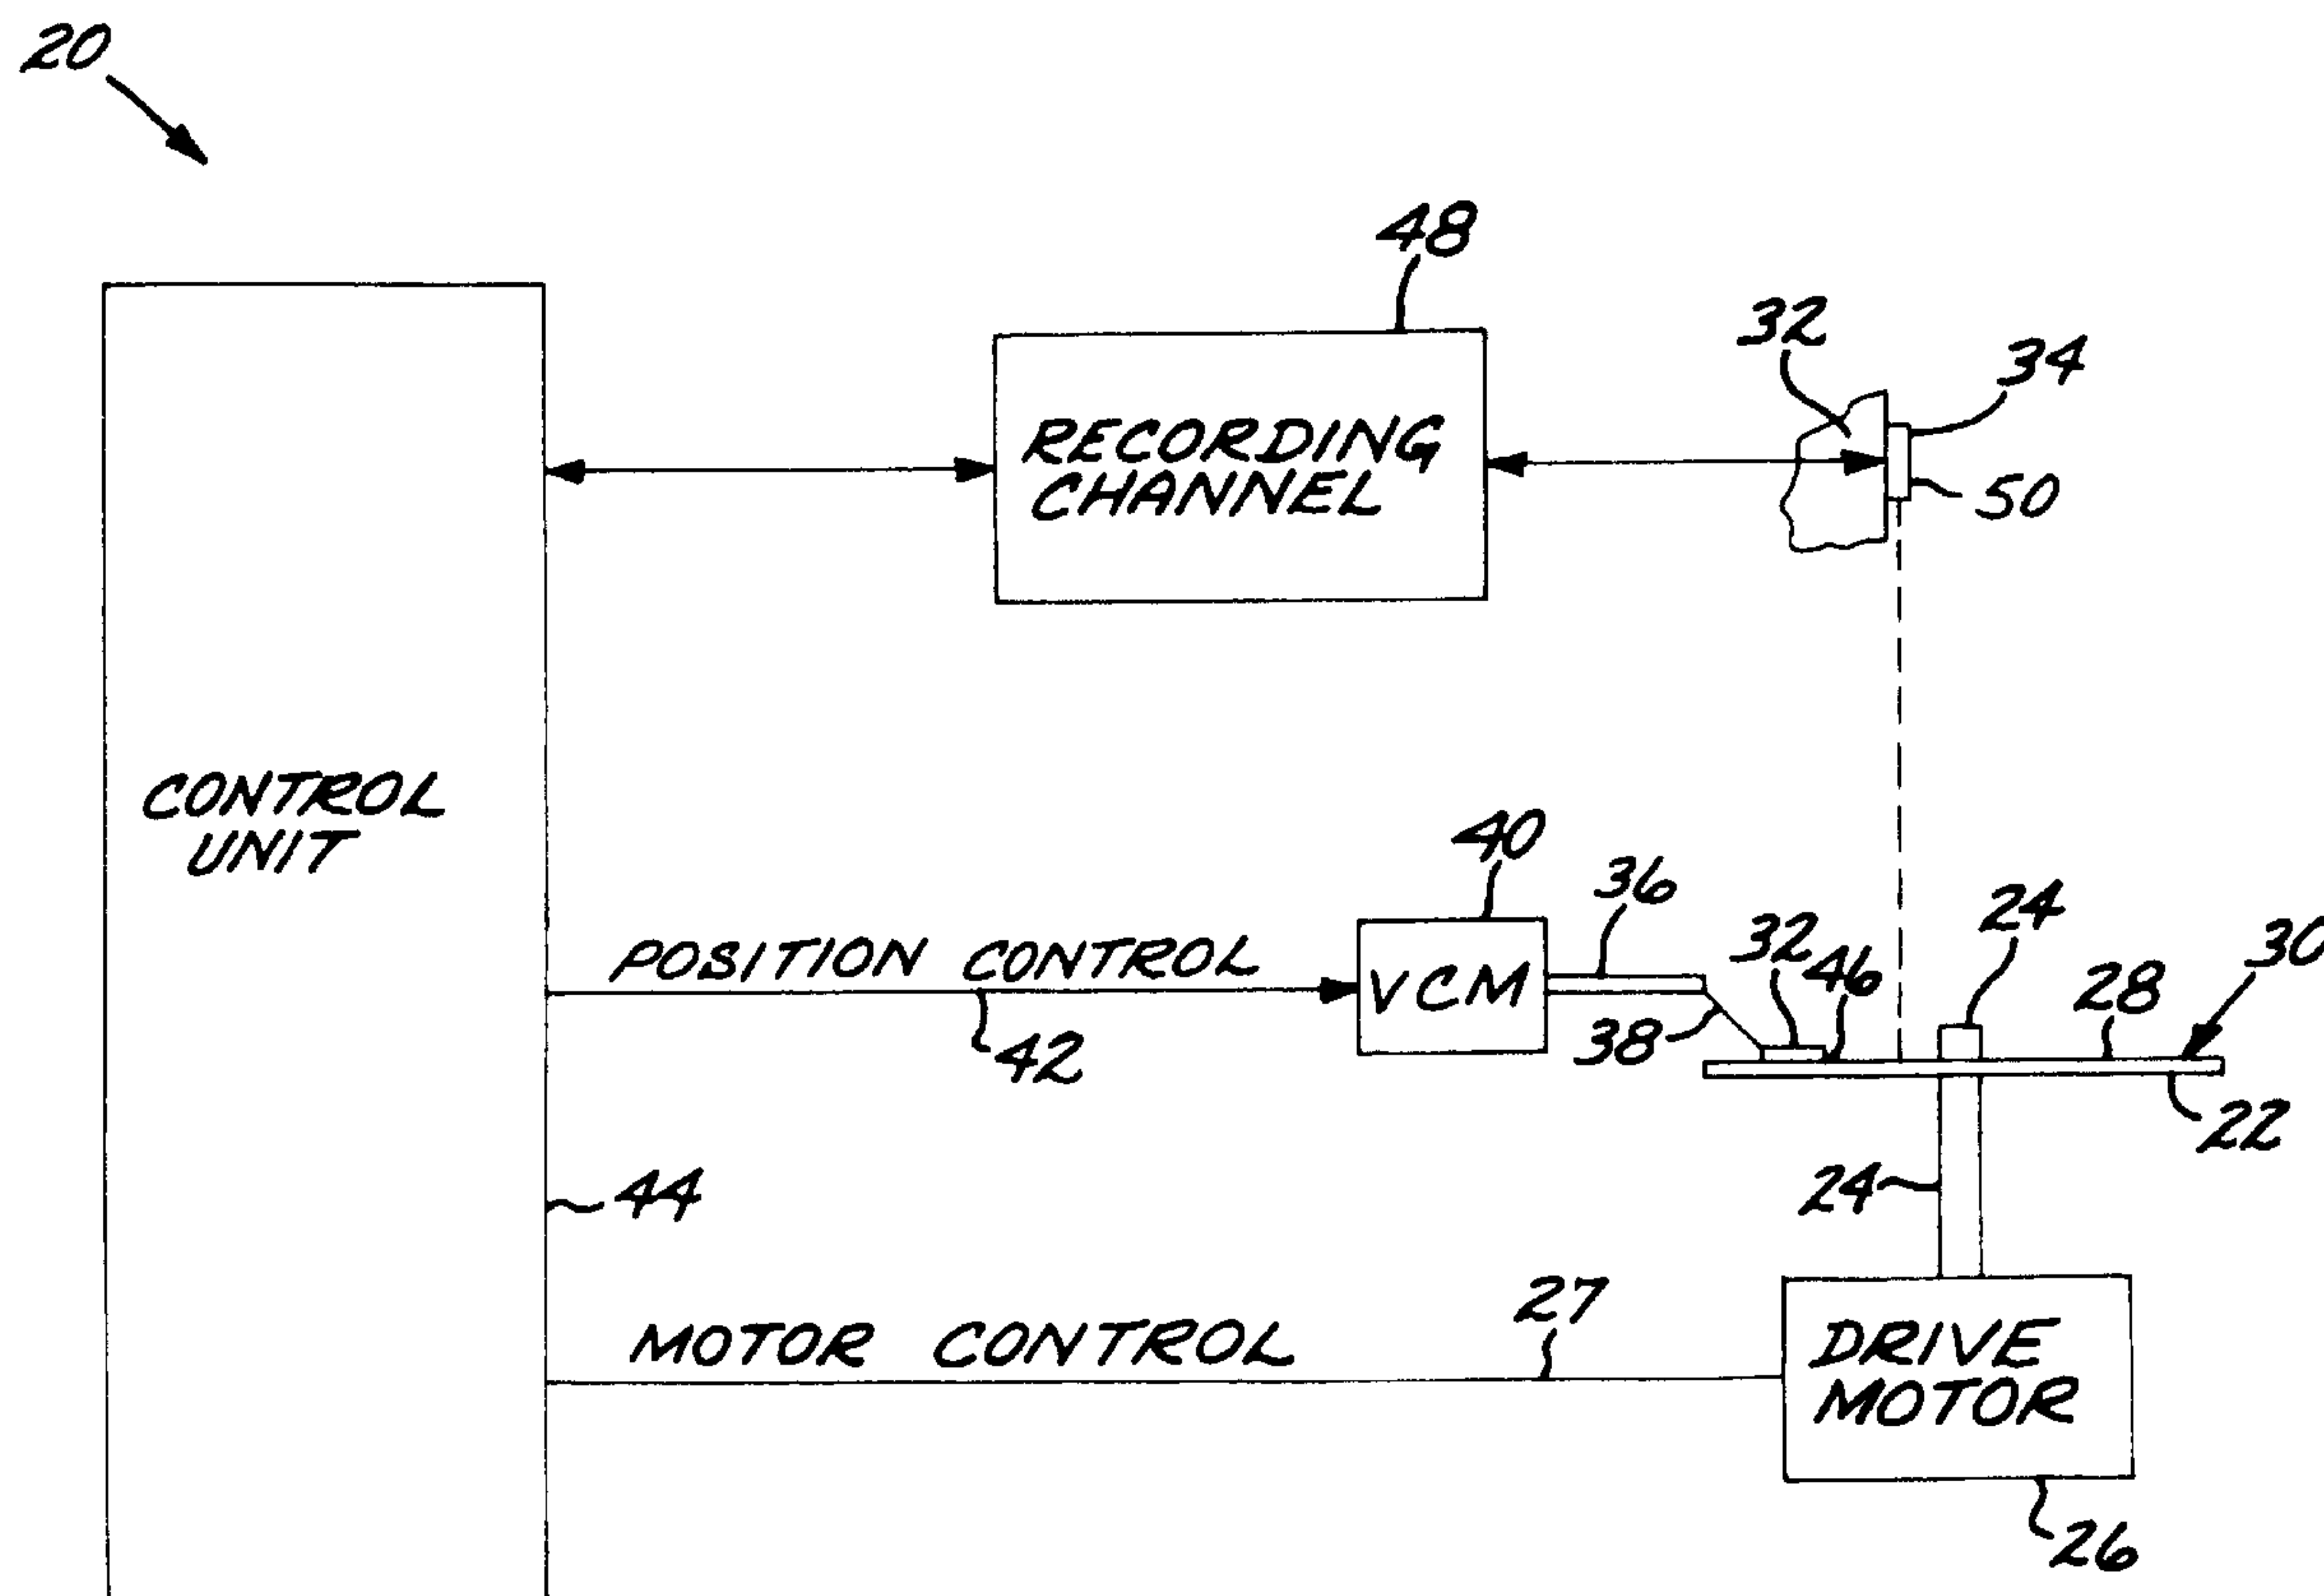 20
48
32
34
RECORDING
CHANNEL
50
CONTROL
UNIT
40
36
24
32
46
30
28
POSITION CONTROL
VCM
38
42
22
44
24
27
MOTOR CONTROL
DRIVE
MOTOR
26